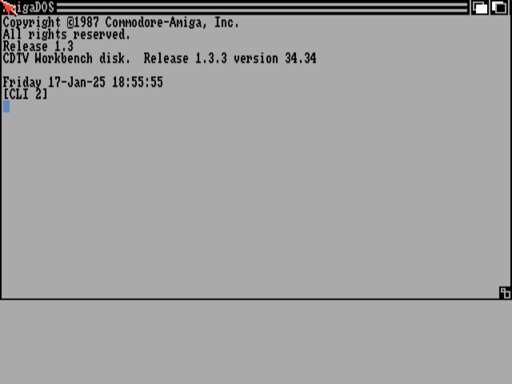 AmigaDOS
Copyright ©1987 Commodore-Amiga, Inc.
All rights reserved.
Release 1.3
CDTV Workbench disk.  Release 1.3.3 version 34.34
Friday 17-Jan-25 18:55:55
[CLI 2]